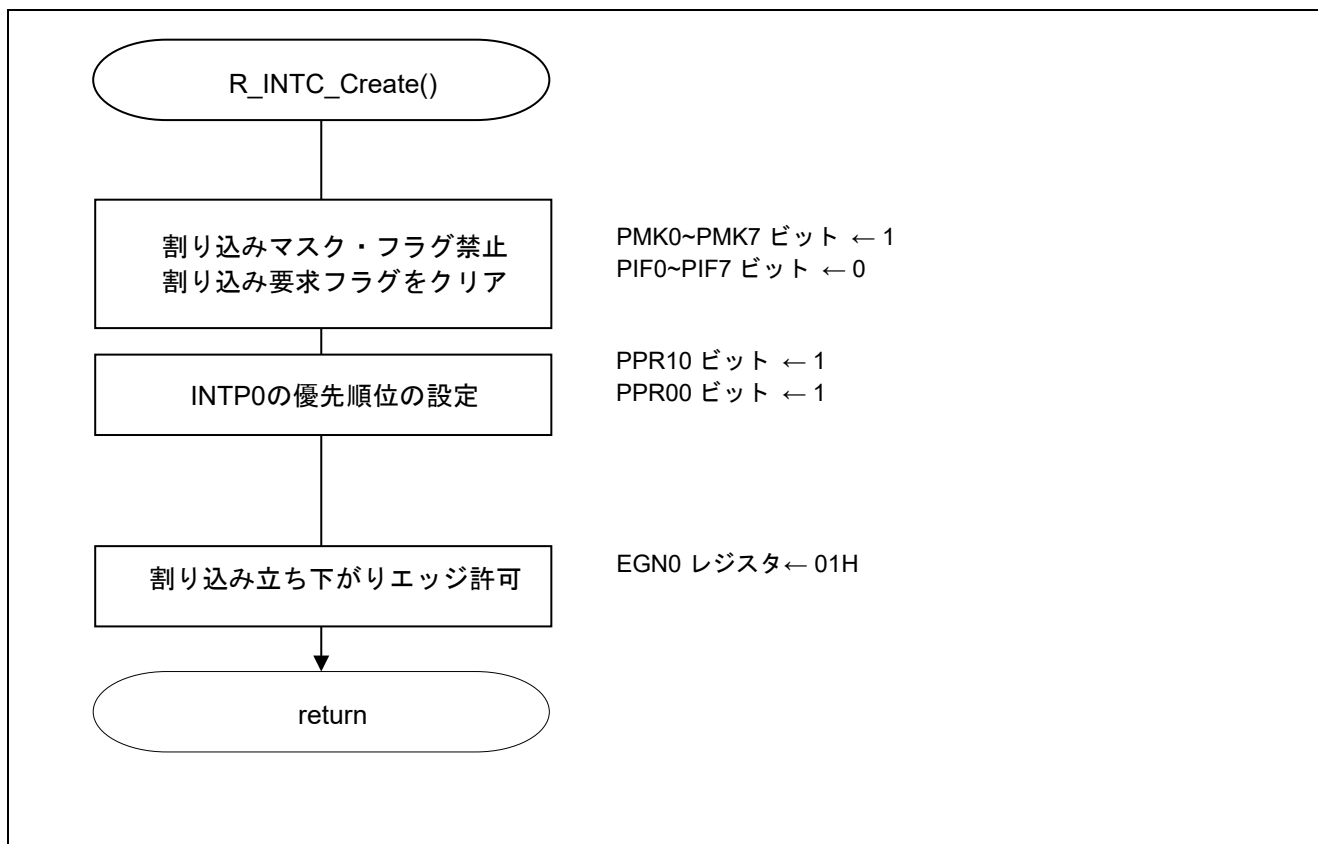 R_INTC_Create()
割り込みマスク・フラグ禁止
割り込み要求フラグをクリア
PMK0~PMK7 ビット ← 1
PIF0~PIF7 ビット ← 0
INTP0の優先順位の設定
PPR10 ビット ← 1
PPR00 ビット ← 1
割り込み立ち下がりエッジ許可
EGN0 レジスタ← 01H
return